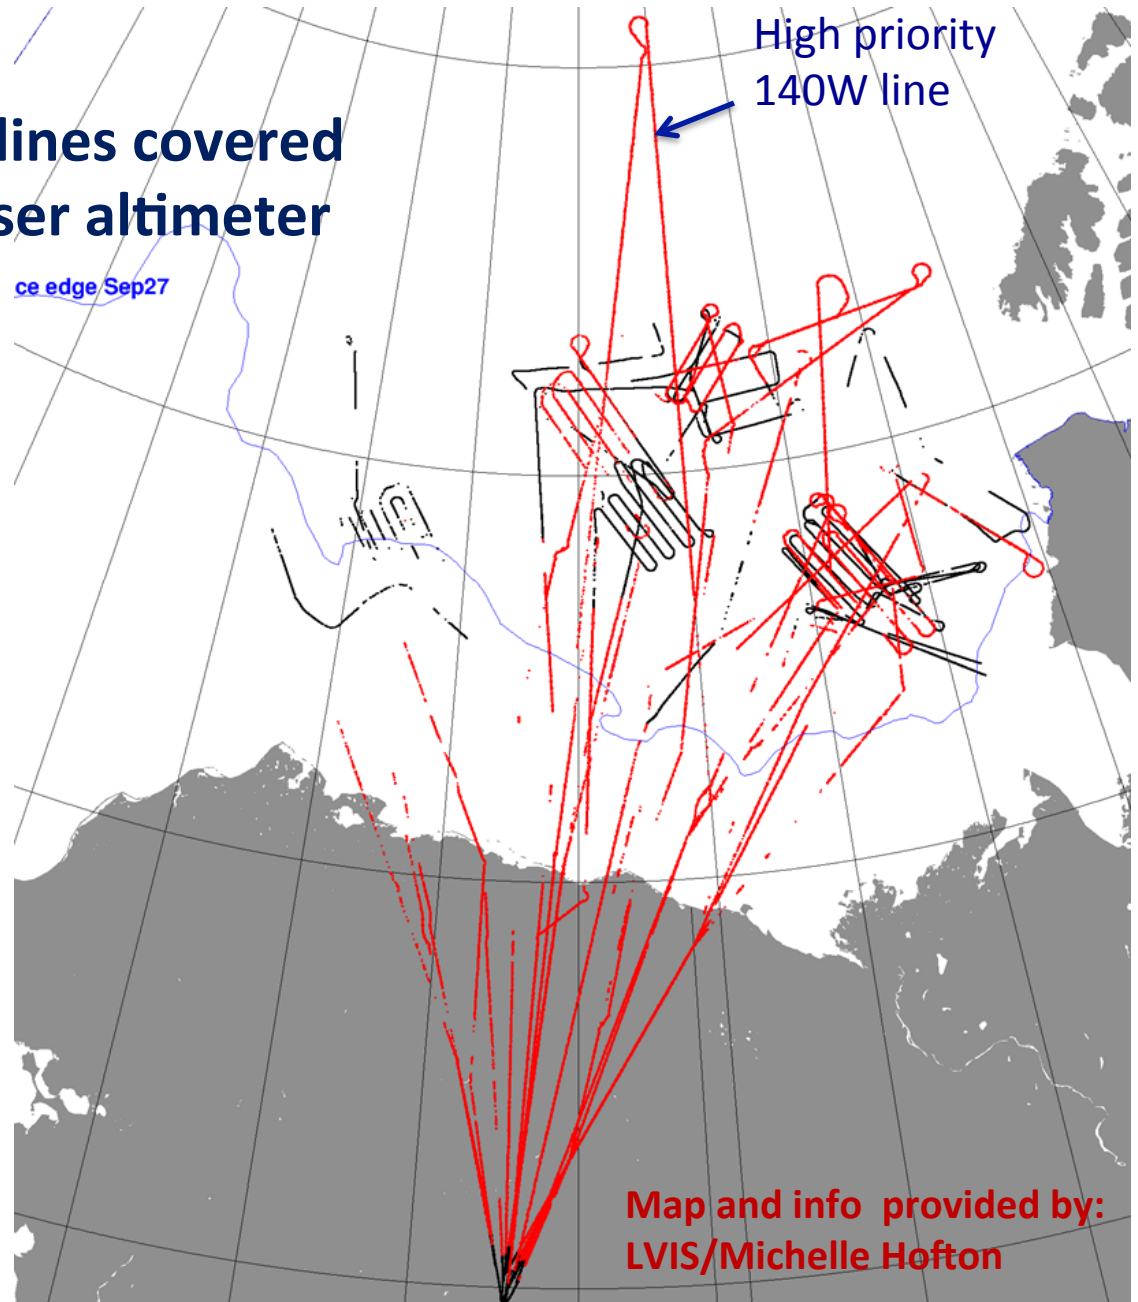 High priority
140W line
lines covered
ser altimeter
ce edge Sep27
Map and info provided by:
LVIS/Michelle Hofton